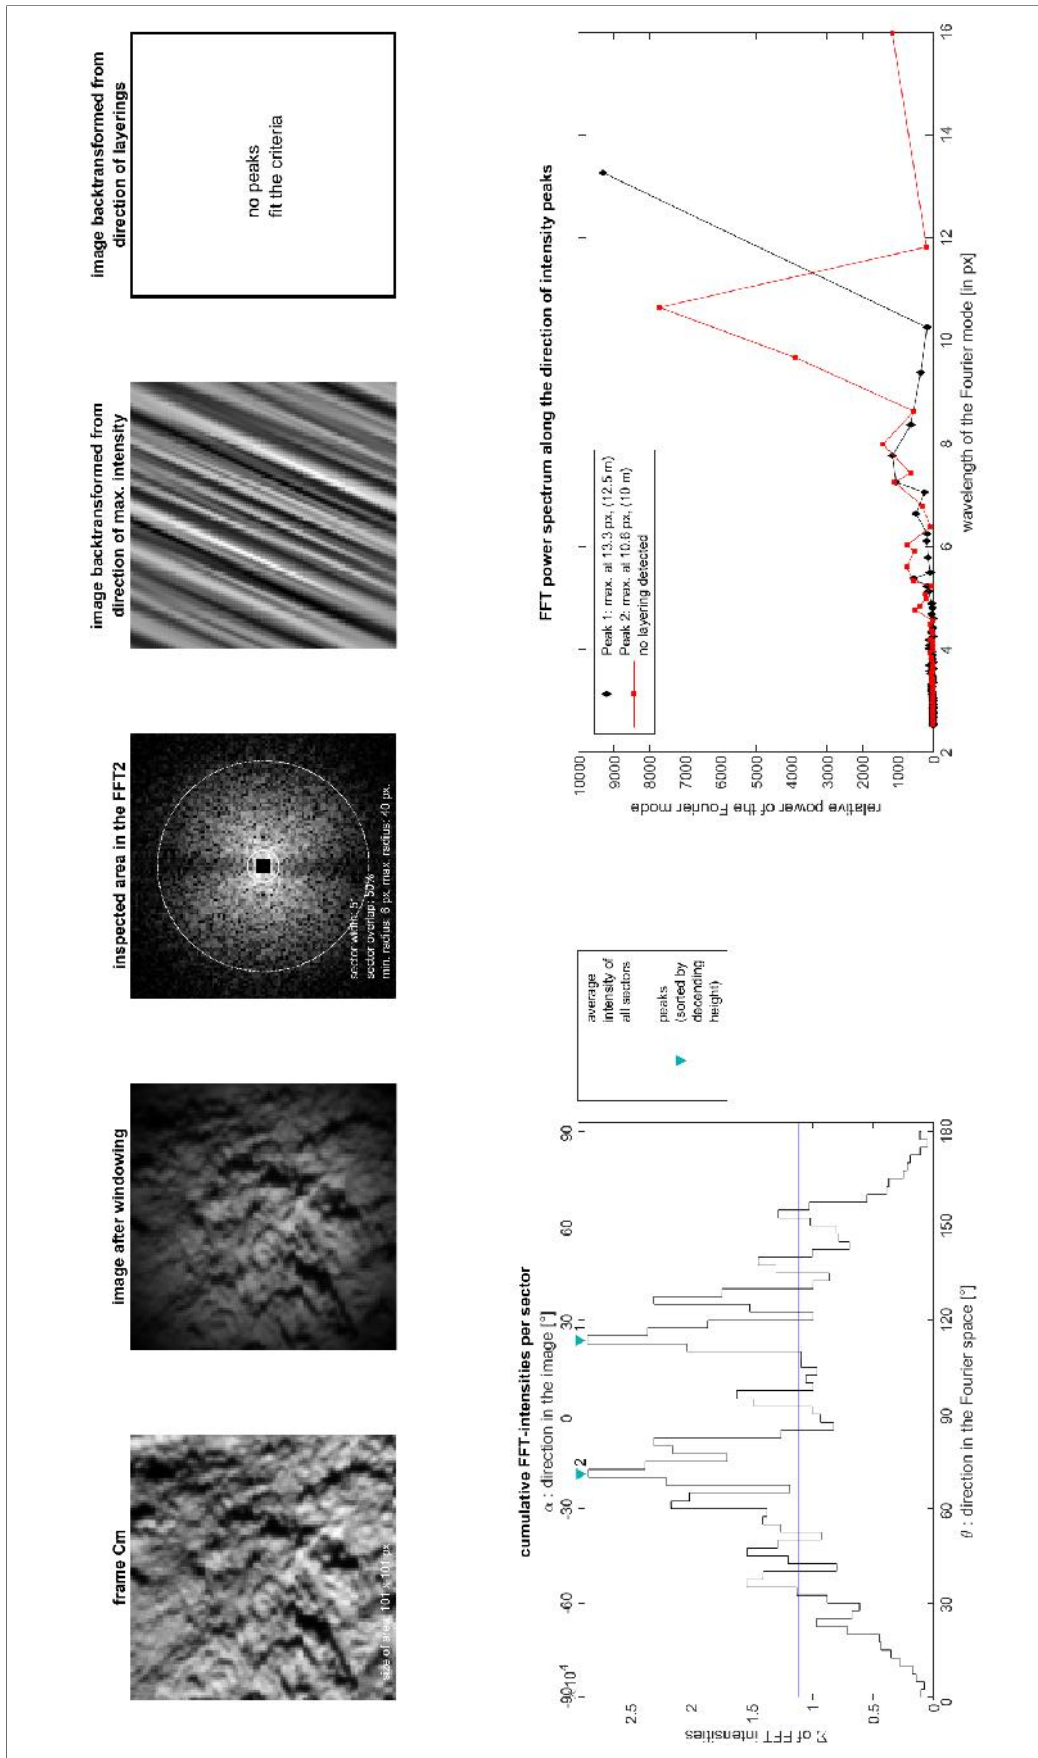 frame Cm
size of area: 101 x 101 px
image after windowing
inspected area in the FFT2
sector width: 5°
sector overlap: 50%
min. radius: 6 px, max. radius: 40 px.
image backtransformed from
direction of max. intensity
image backtransformed from
direction of layerings
no peaks
fit the criteria
cumulative FFT-intensities per sector
α : direction in the image [°]
-90 -60 -30 0 30 60 90
10⁴
Σ of FFT intensities
2.5
2
1.5
1
0.5
0
2
1
0 30 60 90 120 150 180
θ : direction in the Fourier space [°]
average
intensity of
all sectors
peaks
(sorted by
decending
height)
FFT power spectrum along the direction of intensity peaks
relative power of the Fourier mode
10000
9000
8000
7000
6000
5000
4000
3000
2000
1000
0
Peak 1: max. at 13.3 px, (12.5 m)
Peak 2: max. at 10.6 px, (10 m)
no layering detected
2 4 6 8 10 12 14 16
wavelength of the Fourier mode [in px]